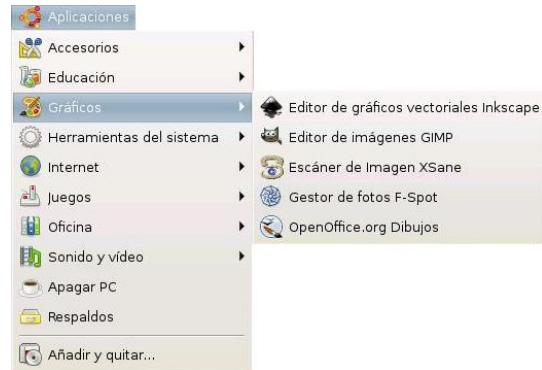 Aplicaciones
Accesorios
Educación
Gráficos
Herramientas del sistema
Internet
Juegos
Oficina
Sonido y vídeo
Apagar PC
Respaldos
Añadir y quitar...
Editor de gráficos vectoriales Inkscape
Editor de imágenes GIMP
Escáner de Imagen XSane
Gestor de fotos F-Spot
OpenOffice.org Dibujos